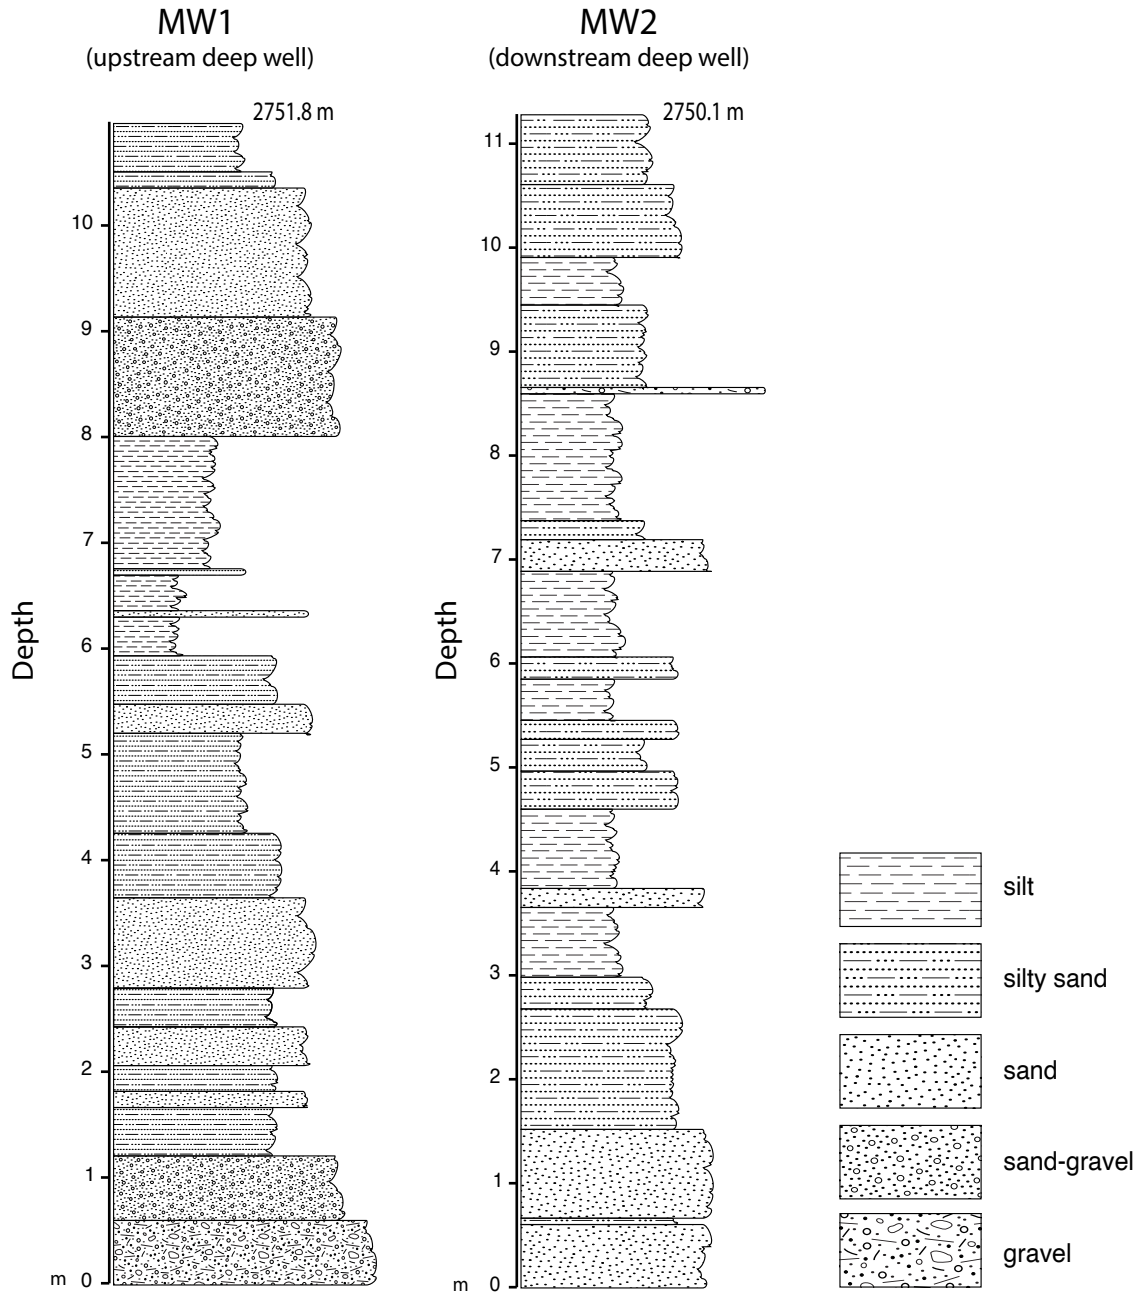 MW1
(upstream deep well)
2751.8 m
10
9
8
7
6
5
4
3
2
1
m 0
Depth
MW2
(downstream deep well)
2750.1 m
11
10
9
8
7
6
5
4
3
2
1
m 0
Depth
silt
silty sand
sand
sand-gravel
gravel